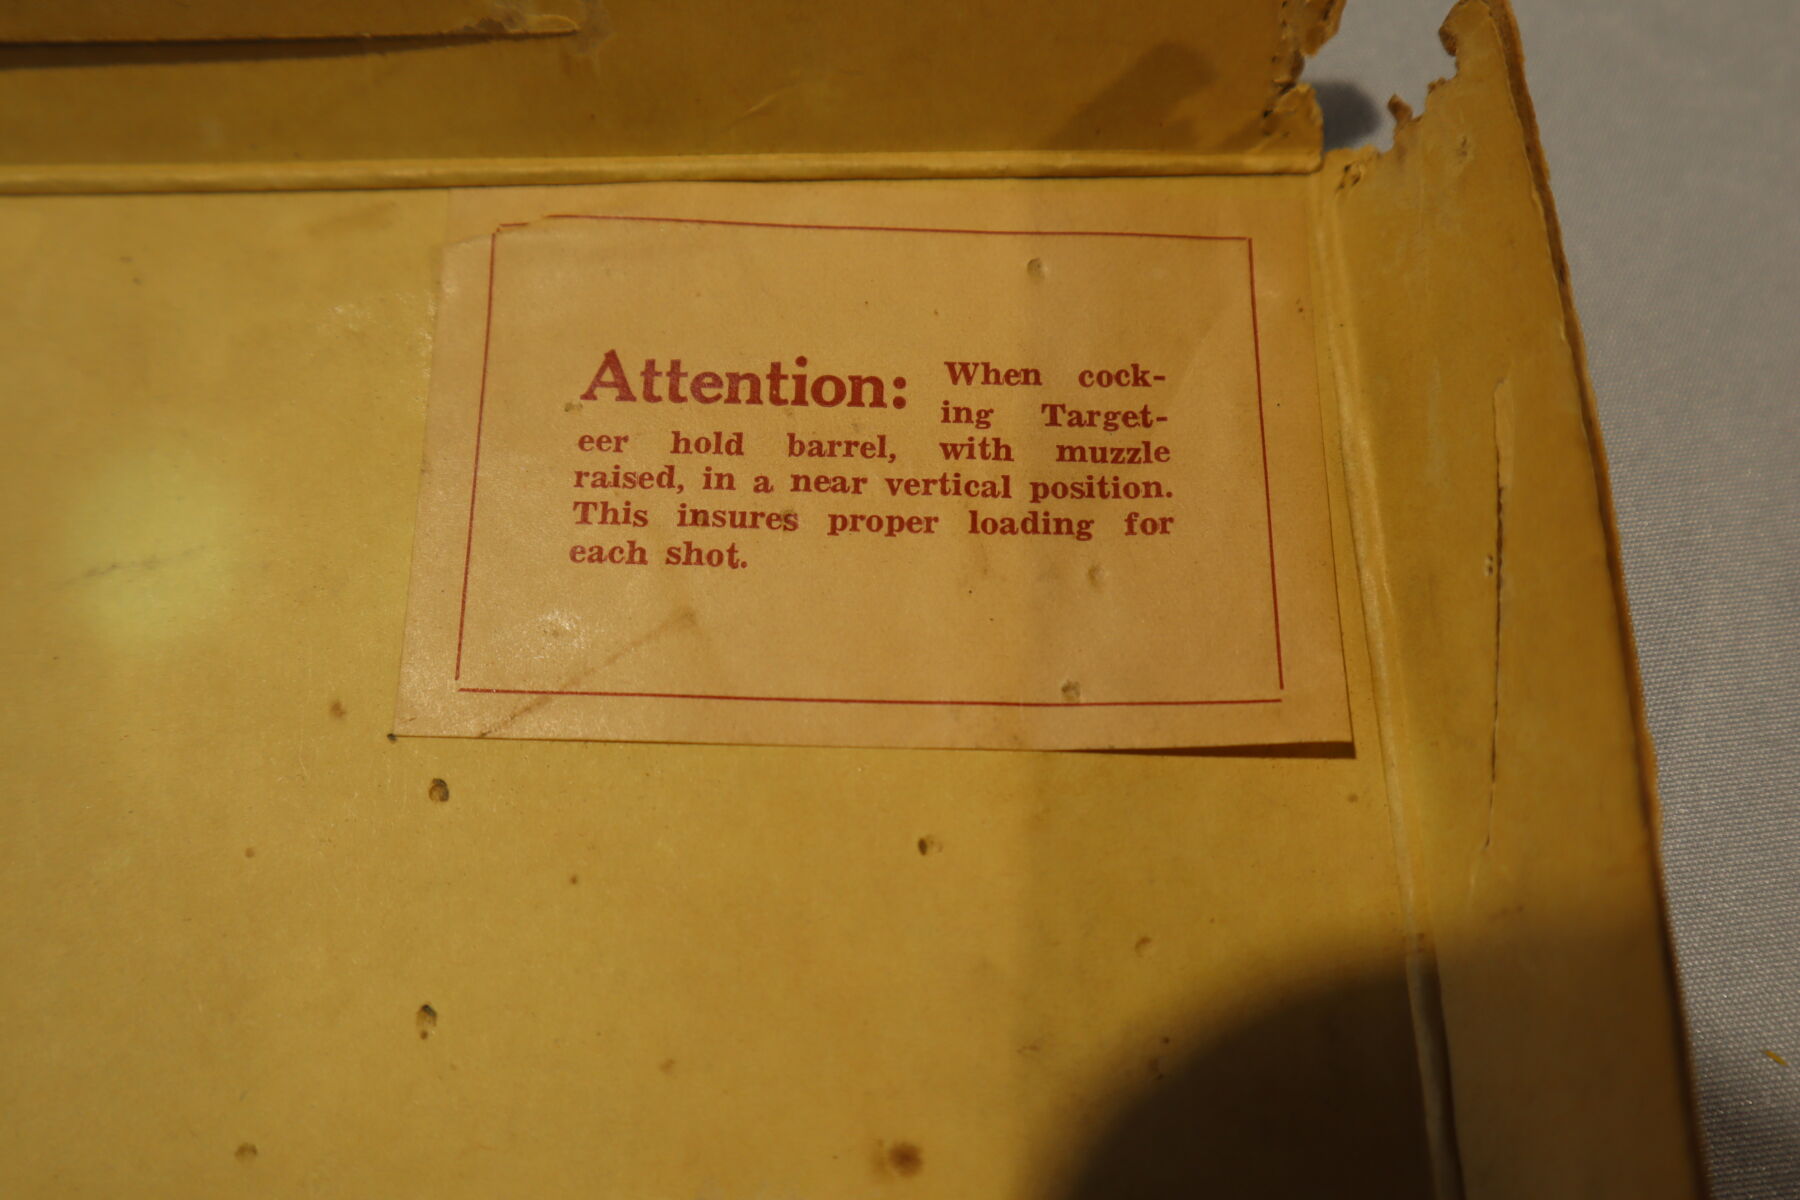 Attention: When cock-
ing Target-
eer hold barrel, with muzzle
raised, in a near vertical position.
This insures proper loading for
each shot.